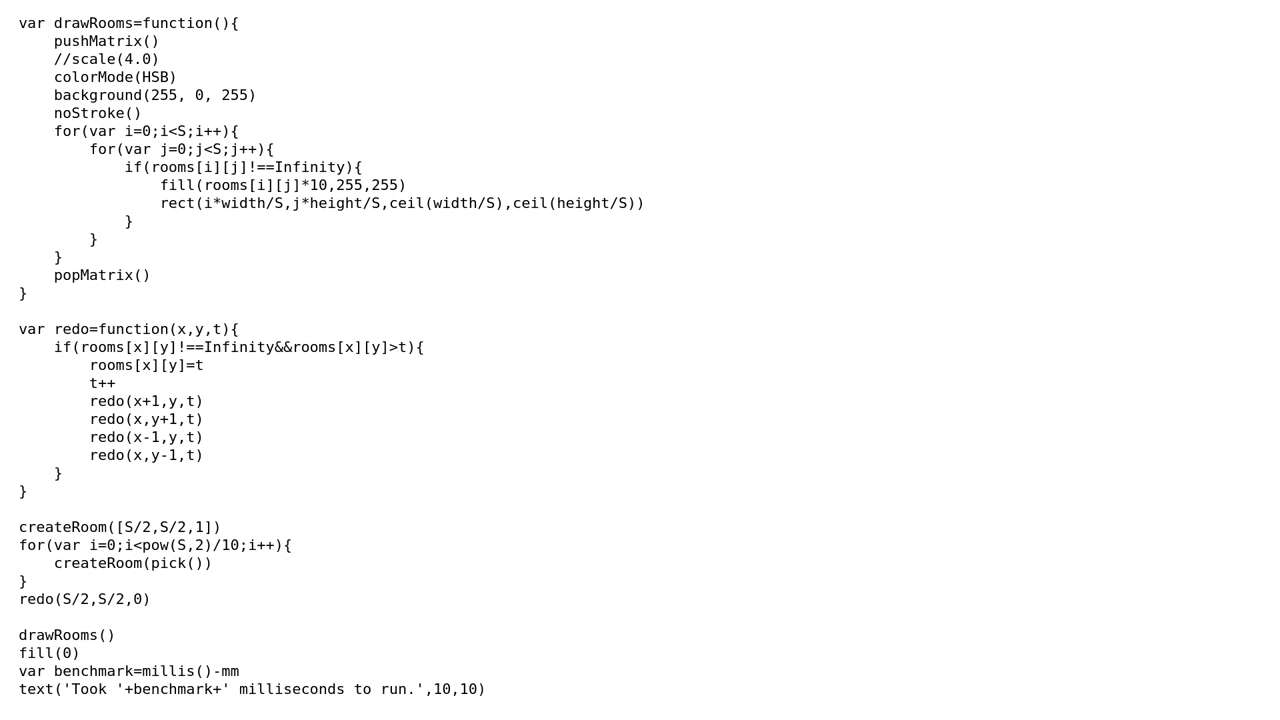 var drawRooms=function(){
    pushMatrix()
    //scale(4.0)
    colorMode(HSB)
    background(255, 0, 255)
    noStroke()
    for(var i=0;i<S;i++){
        for(var j=0;j<S;j++){
            if(rooms[i][j]!==Infinity){
                fill(rooms[i][j]*10,255,255)
                rect(i*width/S,j*height/S,ceil(width/S),ceil(height/S))
            }
        }
    }
    popMatrix()
}

var redo=function(x,y,t){
    if(rooms[x][y]!==Infinity&&rooms[x][y]>t){
        rooms[x][y]=t
        t++
        redo(x+1,y,t)
        redo(x,y+1,t)
        redo(x-1,y,t)
        redo(x,y-1,t)
    }
}

createRoom([S/2,S/2,1])
for(var i=0;i<pow(S,2)/10;i++){
    createRoom(pick())
}
redo(S/2,S/2,0)

drawRooms()
fill(0)
var benchmark=millis()-mm
text('Took '+benchmark+' milliseconds to run.',10,10)